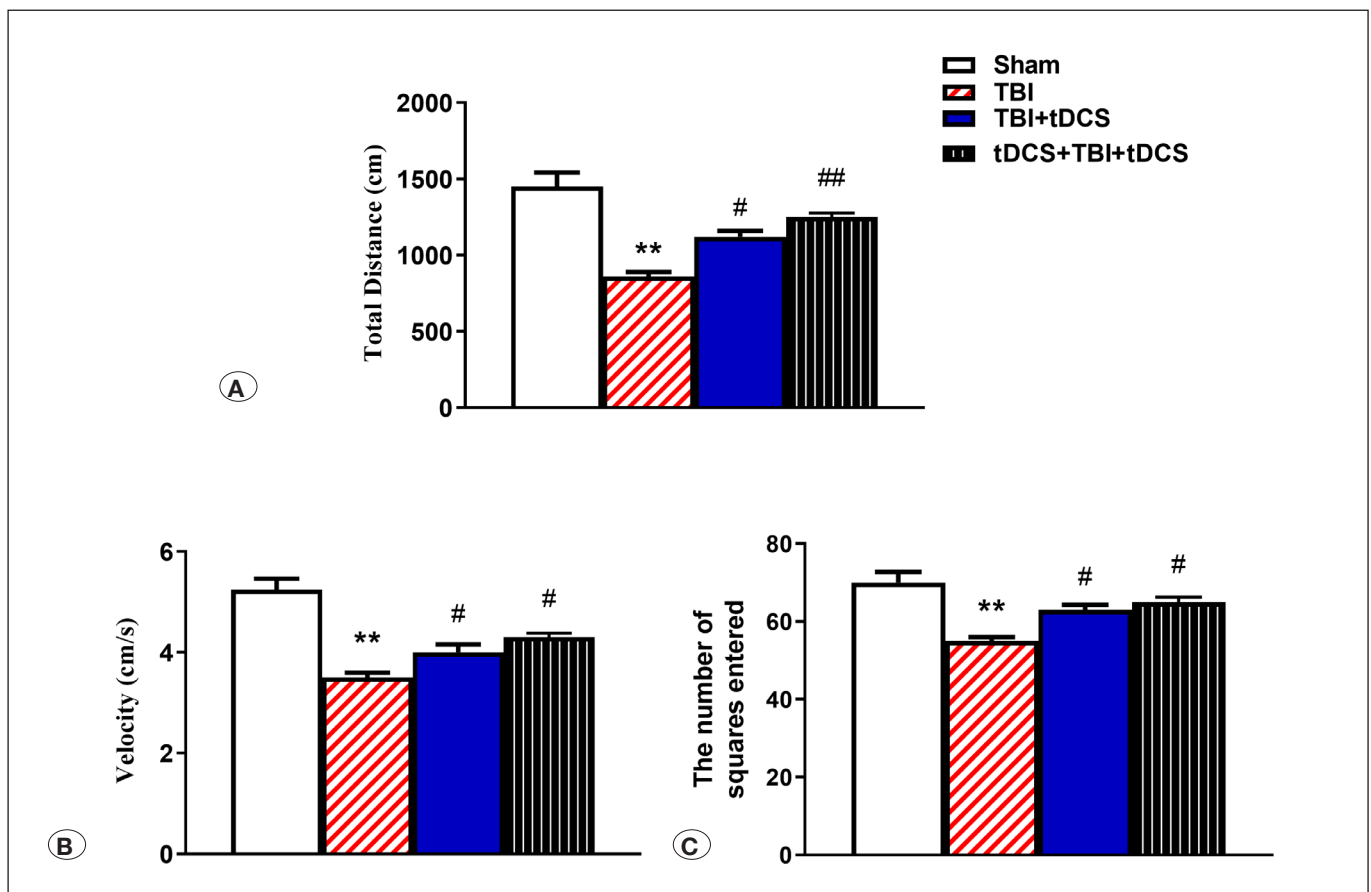 Sham
TBI
TBI+tDCS
tDCS+TBI+tDCS
2000
1500
1000
500
0
Total Distance (cm)
**
#
##
A
6
4
2
0
Velocity (cm/s)
**
#
#
B
80
60
40
20
0
The number of
squares entered
**
#
#
C